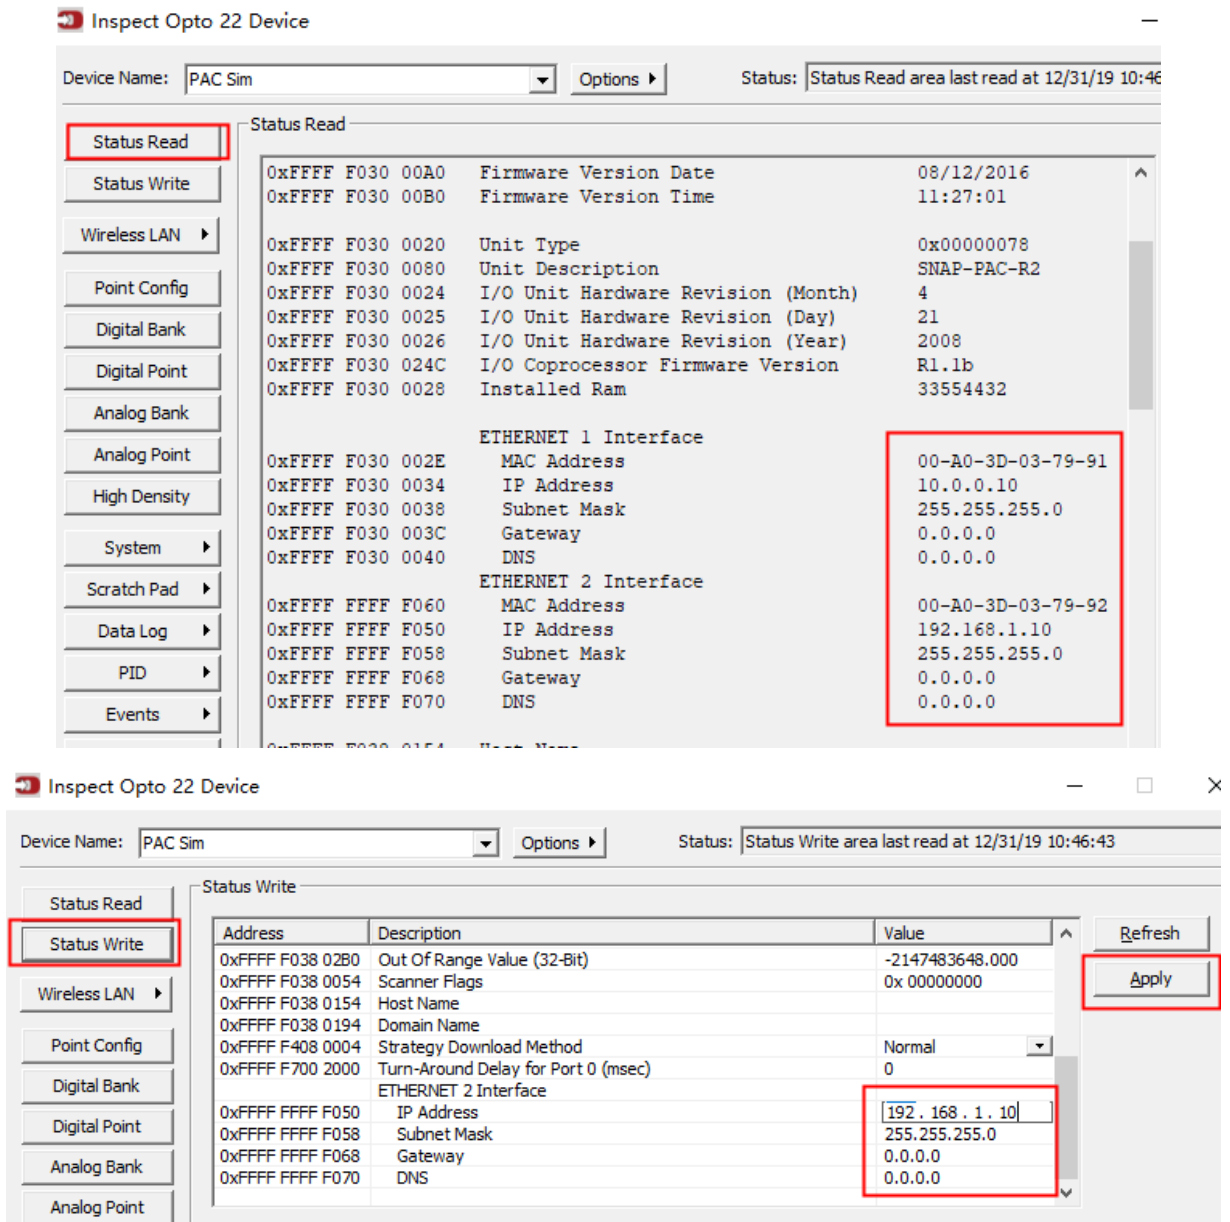 Inspect Opto 22 Device
Device Name: PAC Sim Options Status: Status Read area last read at 12/31/19 10:46
Status Read
Status Write
Wireless LAN
Point Config
Digital Bank
Digital Point
Analog Bank
Analog Point
High Density
System
Scratch Pad
Data Log
PID
Events
Status Read
0xFFFF F030 00A0 Firmware Version Date 08/12/2016
0xFFFF F030 00B0 Firmware Version Time 11:27:01
0xFFFF F030 0020 Unit Type 0x00000078
0xFFFF F030 0080 Unit Description SNAP-PAC-R2
0xFFFF F030 0024 I/O Unit Hardware Revision (Month) 4
0xFFFF F030 0025 I/O Unit Hardware Revision (Day) 21
0xFFFF F030 0026 I/O Unit Hardware Revision (Year) 2008
0xFFFF F030 024C I/O Coprocessor Firmware Version R1.1b
0xFFFF F030 0028 Installed Ram 33554432
ETHERNET 1 Interface
0xFFFF F030 002E MAC Address 00-A0-3D-03-79-91
0xFFFF F030 0034 IP Address 10.0.0.10
0xFFFF F030 0038 Subnet Mask 255.255.255.0
0xFFFF F030 003C Gateway 0.0.0.0
0xFFFF F030 0040 DNS 0.0.0.0
ETHERNET 2 Interface
0xFFFF FFFF F060 MAC Address 00-A0-3D-03-79-92
0xFFFF FFFF F050 IP Address 192.168.1.10
0xFFFF FFFF F058 Subnet Mask 255.255.255.0
0xFFFF FFFF F068 Gateway 0.0.0.0
0xFFFF FFFF F070 DNS 0.0.0.0
0xFFFF F038 0154 Host Name
Inspect Opto 22 Device
Device Name: PAC Sim Options Status: Status Write area last read at 12/31/19 10:46:43
Status Read
Status Write
Wireless LAN
Point Config
Digital Bank
Digital Point
Analog Bank
Analog Point
Status Write
Address Description Value
0xFFFF F038 02B0 Out Of Range Value (32-Bit) -2147483648.000
0xFFFF F038 0054 Scanner Flags 0x 00000000
0xFFFF F038 0154 Host Name
0xFFFF F038 0194 Domain Name
0xFFFF F408 0004 Strategy Download Method Normal
0xFFFF F700 2000 Turn-Around Delay for Port 0 (msec) 0
ETHERNET 2 Interface
0xFFFF FFFF F050 IP Address 192 . 168 . 1 . 10
0xFFFF FFFF F058 Subnet Mask 255.255.255.0
0xFFFF FFFF F068 Gateway 0.0.0.0
0xFFFF FFFF F070 DNS 0.0.0.0
Refresh
Apply